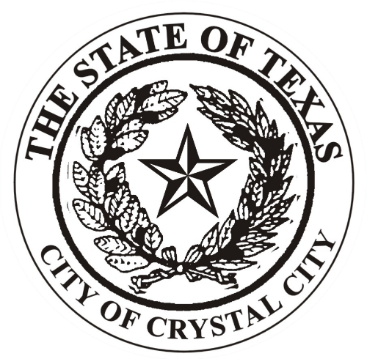 THE STATE OF TEXAS
CITY OF CRYSTAL CITY